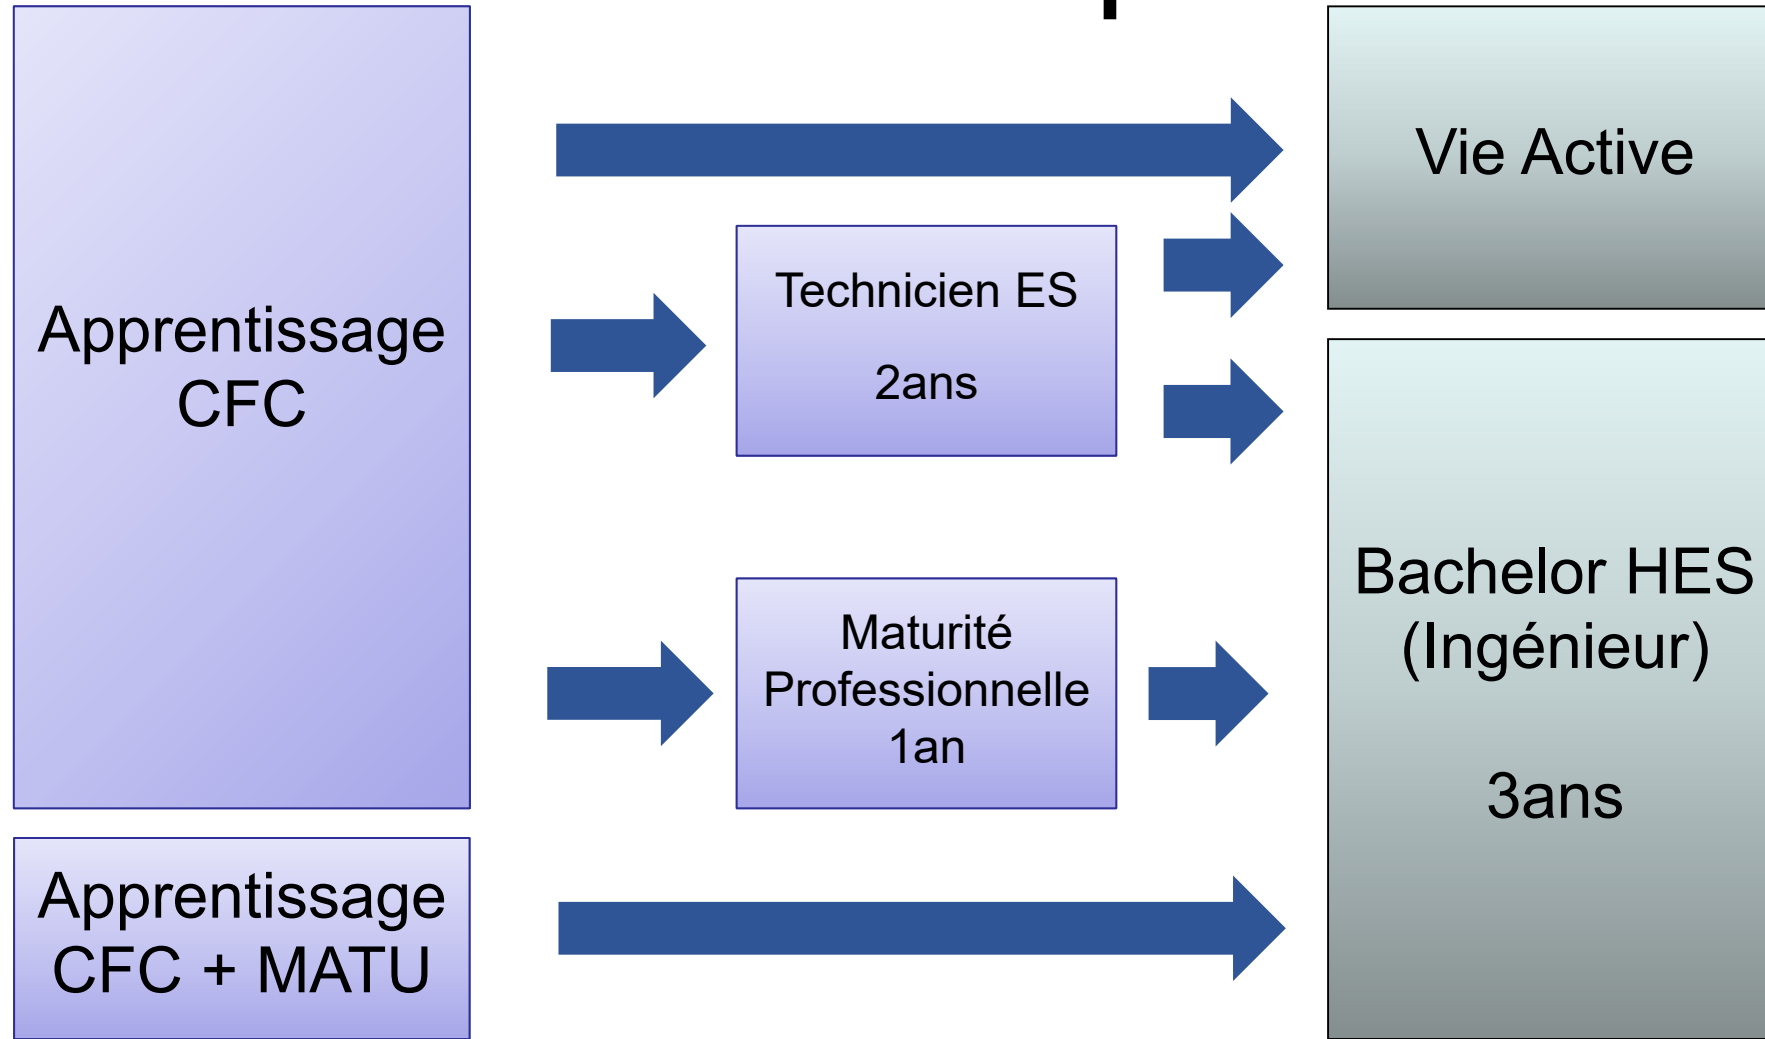 Apprentissage
CFC
Technicien ES
2ans
Maturité
Professionnelle
1an
Vie Active
Bachelor HES
(Ingénieur)
3ans
Apprentissage
CFC + MATU